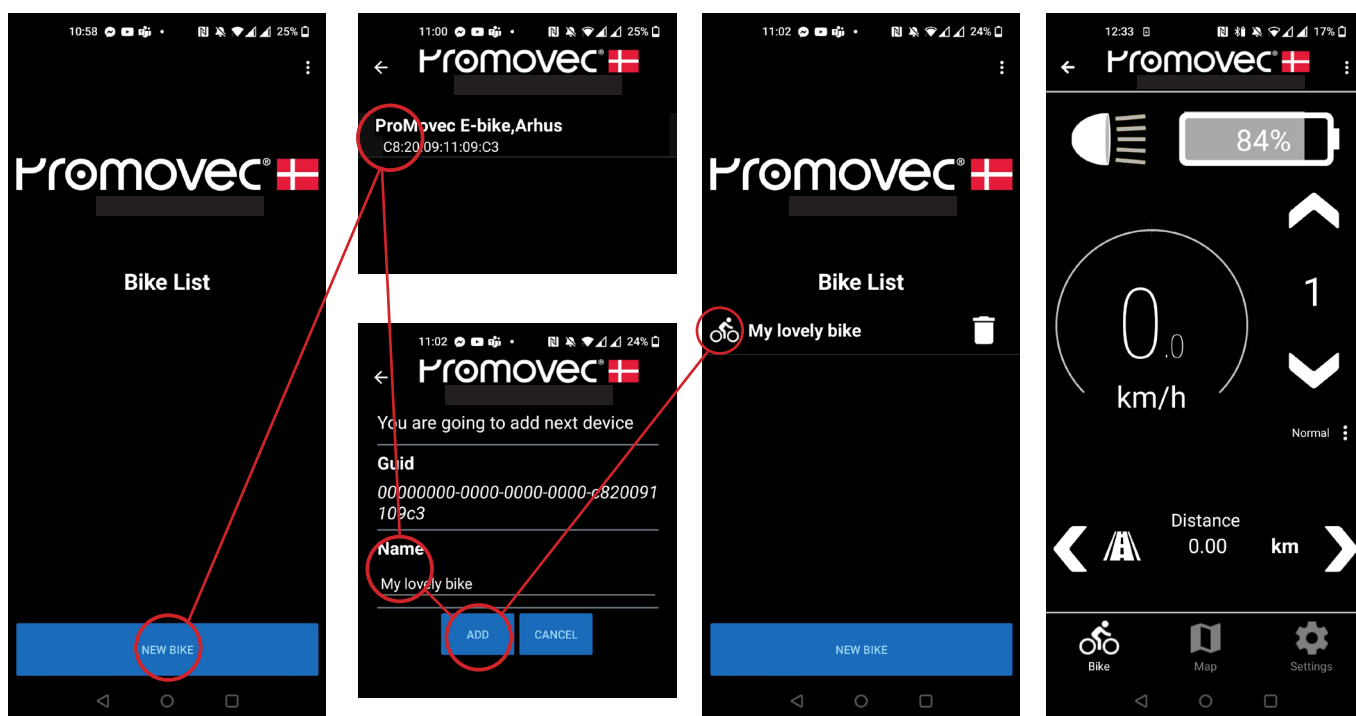 10:58 25%
Promovec®
Bike List
NEW BIKE
11:00 25%
Promovec®
ProMovec E-bike,Arhus
C8:20:09:11:09:C3
11:02 24%
Promovec®
You are going to add next device
Guid
00000000-0000-0000-0000-c820091
109c3
Name
My lovely bike
ADD CANCEL
11:02 24%
Promovec®
Bike List
My lovely bike
NEW BIKE
12:33 17%
Promovec®
84%
1
0.0
km/h
Normal
Distance
0.00 km
Bike Map Settings